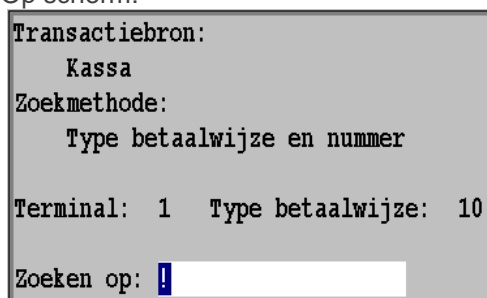 Op scherm:
Transactiebron:
Kassa
Zoekmethode:
Type betaalwijze en nummer
Terminal: 1 Type betaalwijze: 10
Zoeken op: !